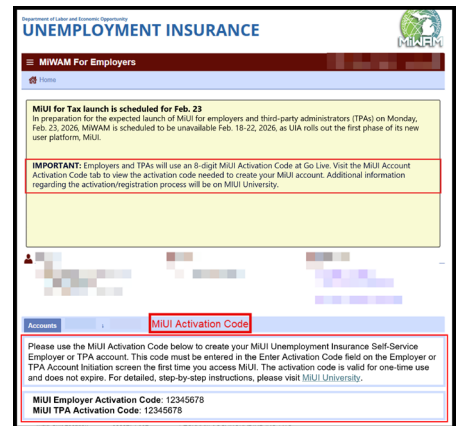 Department of Labor and Economic Opportunity
UNEMPLOYMENT INSURANCE
MiWAM
≡ MiWAM For Employers
Home
MiUI for Tax launch is scheduled for Feb. 23
In preparation for the expected launch of MiUI for employers and third-party administrators (TPAs) on Monday,
Feb. 23, 2026, MiWAM is scheduled to be unavailable Feb. 18-22, 2026, as UIA rolls out the first phase of its new
user platform, MiUI.
IMPORTANT: Employers and TPAs will use an 8-digit MiUI Activation Code at Go Live. Visit the MiUI Account
Activation Code tab to view the activation code needed to create your MiUI account. Additional information
regarding the activation/registration process will be on MIUI University.
Accounts
MiUI Activation Code
Please use the MiUI Activation Code below to create your MiUI Unemployment Insurance Self-Service
Employer or TPA account. This code must be entered in the Enter Activation Code field on the Employer or
TPA Account Initiation screen the first time you access MiUI. The activation code is valid for one-time use
and does not expire. For detailed, step-by-step instructions, please visit MiUI University.
MiUI Employer Activation Code: 12345678
MiUI TPA Activation Code: 12345678